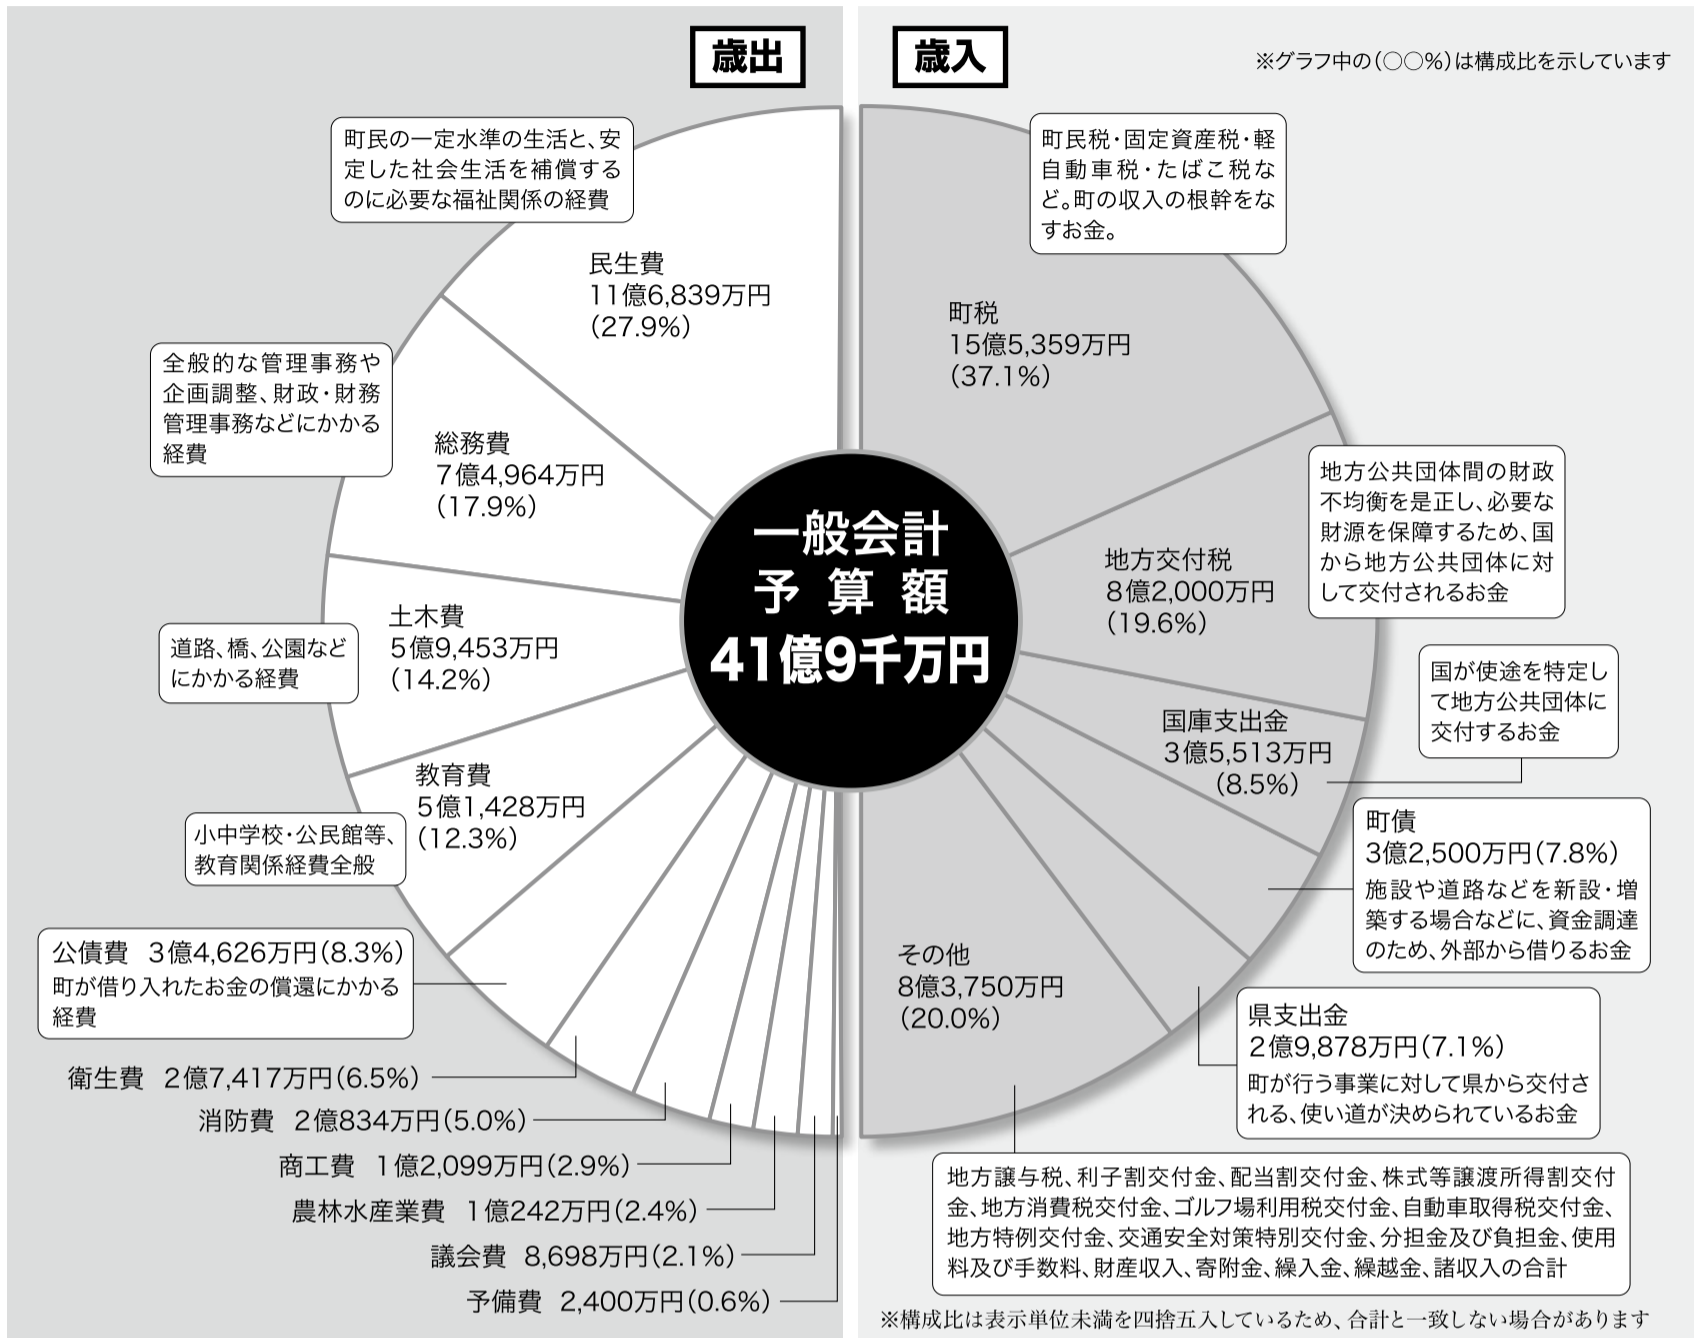 歳出
歳入
※グラフ中の(○○%)は構成比を示しています
町民の一定水準の生活と、安
定した社会生活を補償する
のに必要な福祉関係の経費
民生費
11億6,839万円
(27.9%)
全般的な管理事務や
企画調整、財政・財務
管理事務などにかかる
経費
総務費
7億4,964万円
(17.9%)
土木費
5億9,453万円
(14.2%)
道路、橋、公園など
にかかる経費
教育費
5億1,428万円
(12.3%)
小中学校・公民館等、
教育関係経費全般
公債費 3億4,626万円(8.3%)
町が借り入れたお金の償還にかかる
経費
衛生費 2億7,417万円(6.5%)
消防費 2億834万円(5.0%)
商工費 1億2,099万円(2.9%)
農林水産業費 1億242万円(2.4%)
議会費 8,698万円(2.1%)
予備費 2,400万円(0.6%)
一般会計
予算額
41億9千万円
町民税・固定資産税・軽
自動車税・たばこ税な
ど。町の収入の根幹をな
すお金。
町税
15億5,359万円
(37.1%)
地方公共団体間の財政
不均衡を是正し、必要な
財源を保障するため、国
から地方公共団体に対
して交付されるお金
地方交付税
8億2,000万円
(19.6%)
国が使途を特定し
て地方公共団体に
交付するお金
国庫支出金
3億5,513万円
(8.5%)
町債
3億2,500万円(7.8%)
施設や道路などを新設・増
築する場合などに、資金調達
のため、外部から借りるお金
県支出金
2億9,878万円(7.1%)
町が行う事業に対して県から交付さ
れる、使い道が決められているお金
その他
8億3,750万円
(20.0%)
地方譲与税、利子割交付金、配当割交付金、株式等譲渡所得割交付
金、地方消費税交付金、ゴルフ場利用税交付金、自動車取得税交付金、
地方特例交付金、交通安全対策特別交付金、分担金及び負担金、使用
料及び手数料、財産収入、寄附金、繰入金、繰越金、諸収入の合計
※構成比は表示単位未満を四捨五入しているため、合計と一致しない場合があります